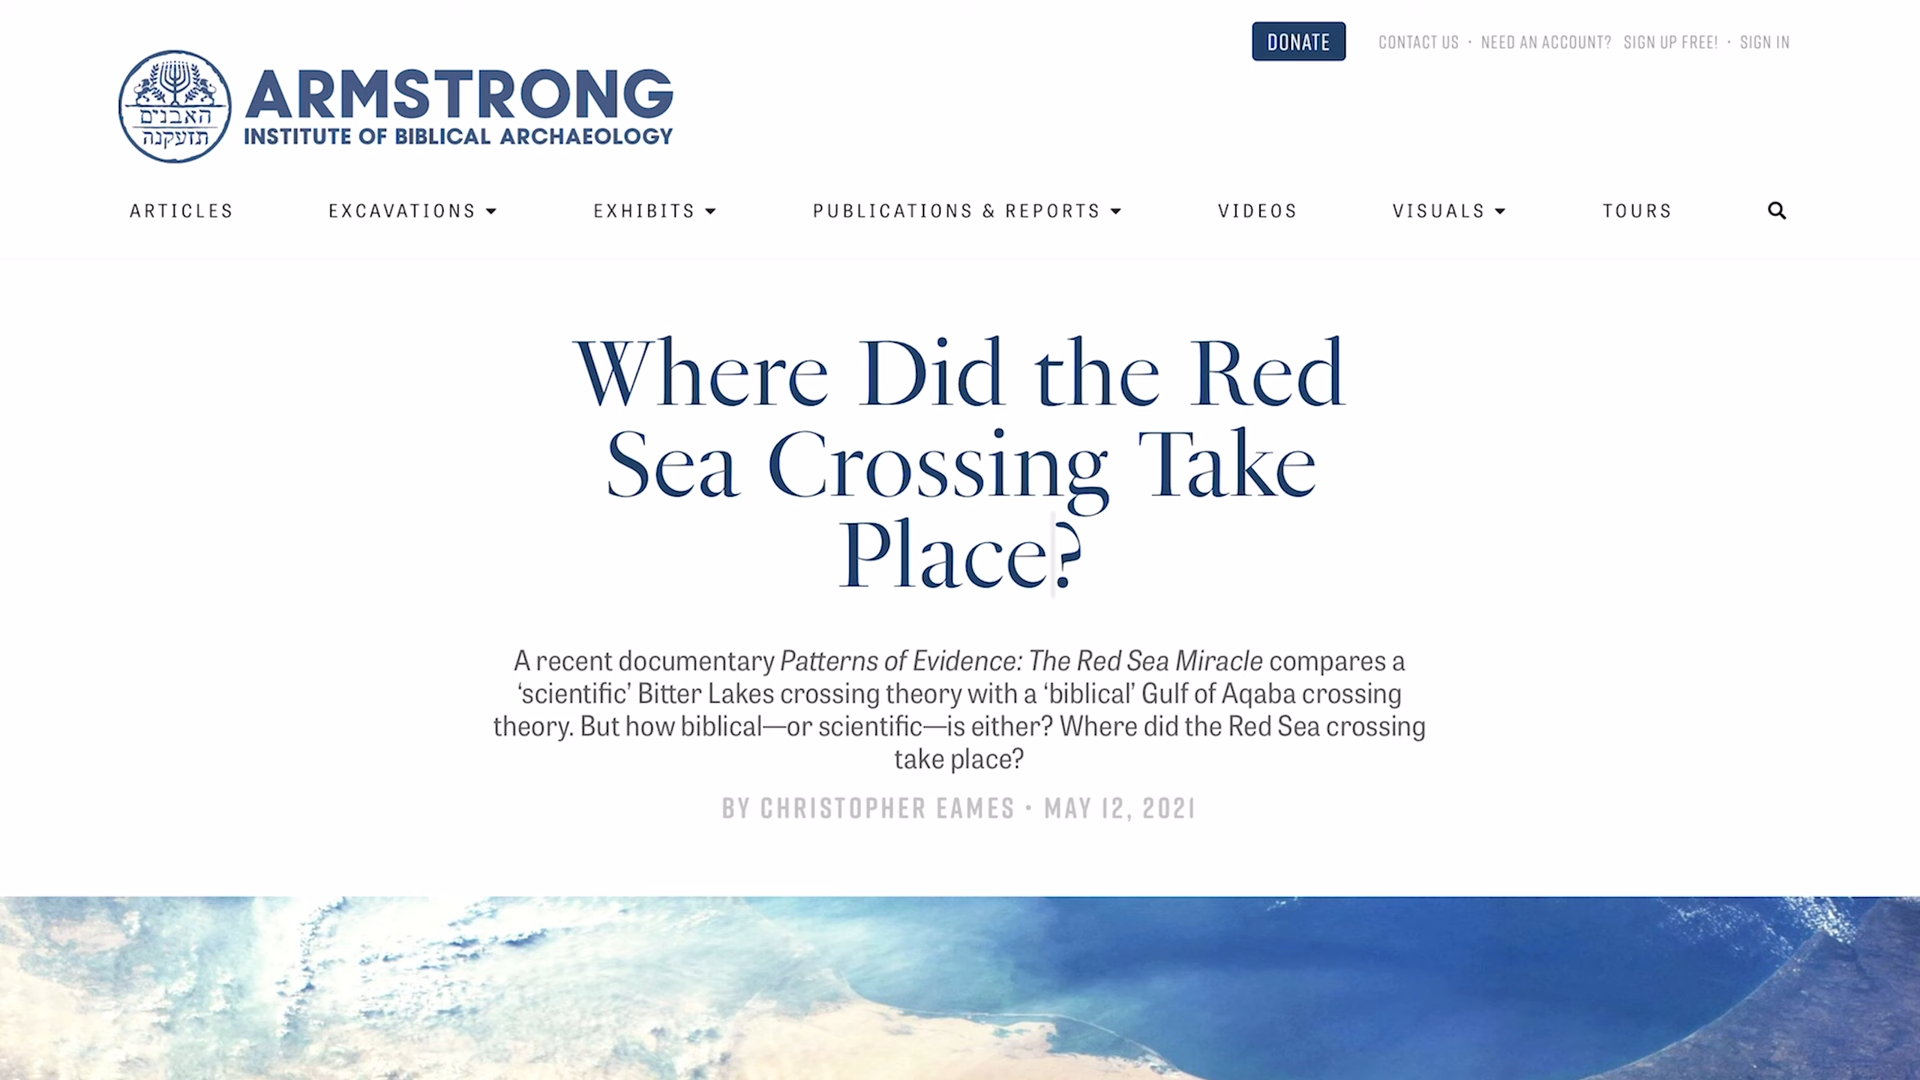 DONATE
CONTACT US · NEED AN ACCOUNT? SIGN UP FREE! · SIGN IN
האבנים
תזעקנה
ARMSTRONG
INSTITUTE OF BIBLICAL ARCHAEOLOGY
ARTICLES EXCAVATIONS EXHIBITS PUBLICATIONS & REPORTS VIDEOS VISUALS TOURS
Where Did the Red
Sea Crossing Take
Place?
A recent documentary Patterns of Evidence: The Red Sea Miracle compares a
‘scientific’ Bitter Lakes crossing theory with a ‘biblical’ Gulf of Aqaba crossing
theory. But how biblical—or scientific—is either? Where did the Red Sea crossing
take place?
BY CHRISTOPHER EAMES · MAY 12, 2021